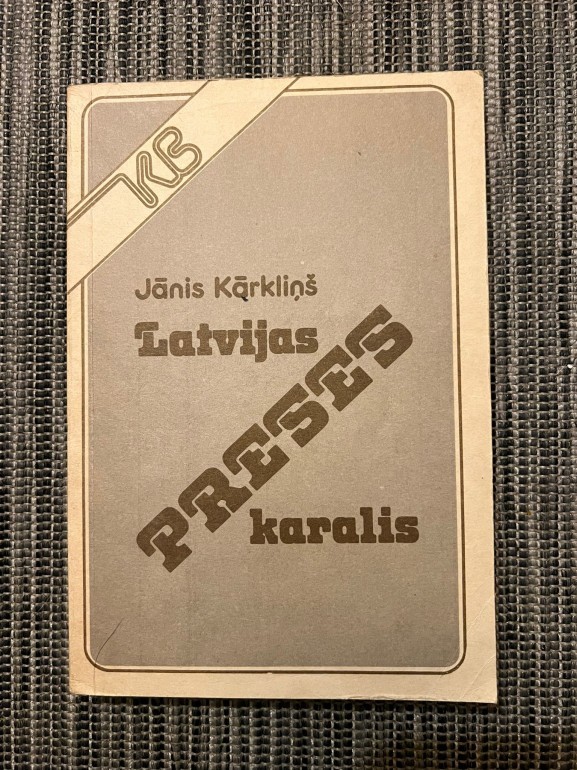 KB
Jānis Kārkliņš
Latvijas
PRESES
karalis